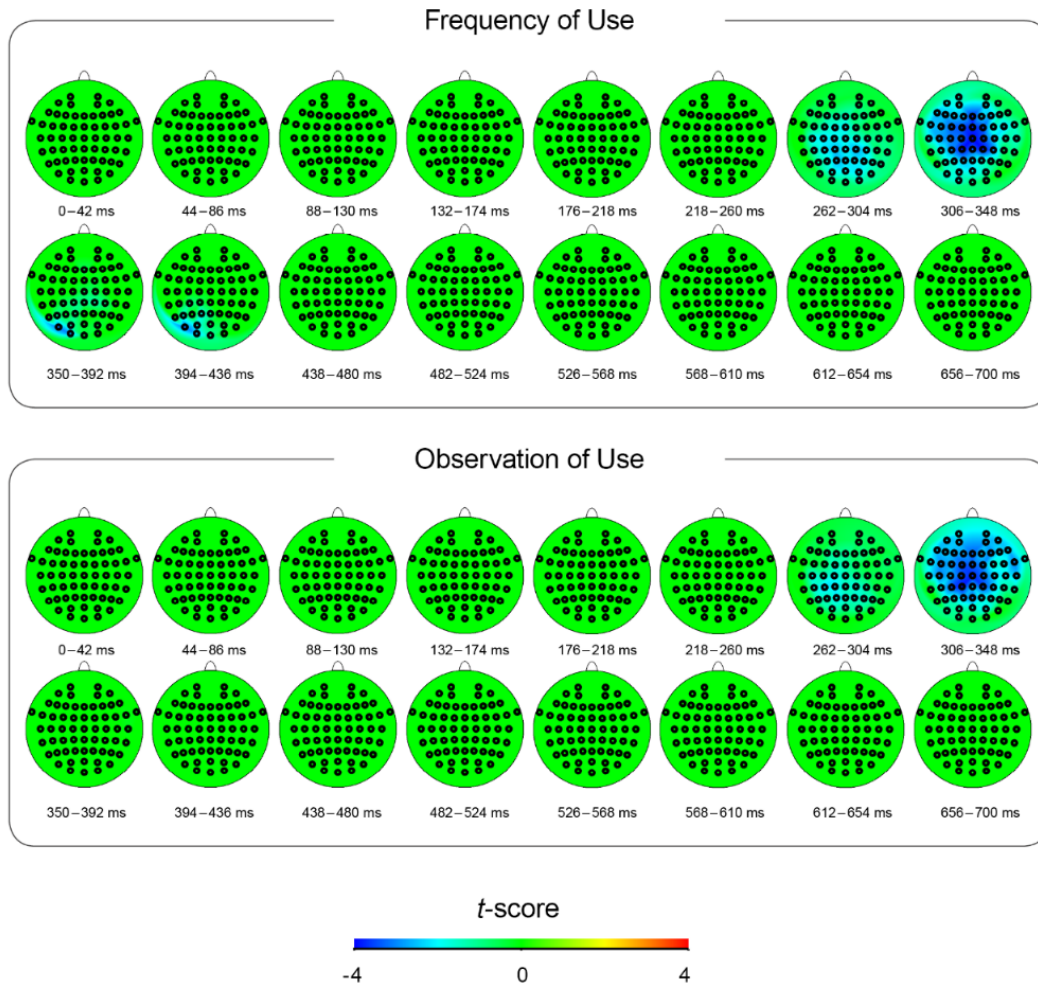 Frequency of Use
0–42 ms 44–86 ms 88–130 ms 132–174 ms 176–218 ms 218–260 ms 262–304 ms 306–348 ms
350–392 ms 394–436 ms 438–480 ms 482–524 ms 526–568 ms 568–610 ms 612–654 ms 656–700 ms
Observation of Use
0–42 ms 44–86 ms 88–130 ms 132–174 ms 176–218 ms 218–260 ms 262–304 ms 306–348 ms
350–392 ms 394–436 ms 438–480 ms 482–524 ms 526–568 ms 568–610 ms 612–654 ms 656–700 ms
t-score
-4 0 4